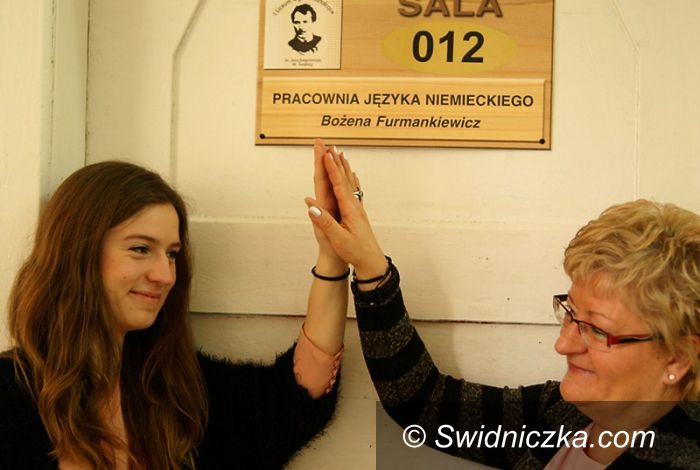 SALA
012
PRACOWNIA JĘZYKA NIEMIECKIEGO
Bożena Furmankiewicz
© Swidniczka.com